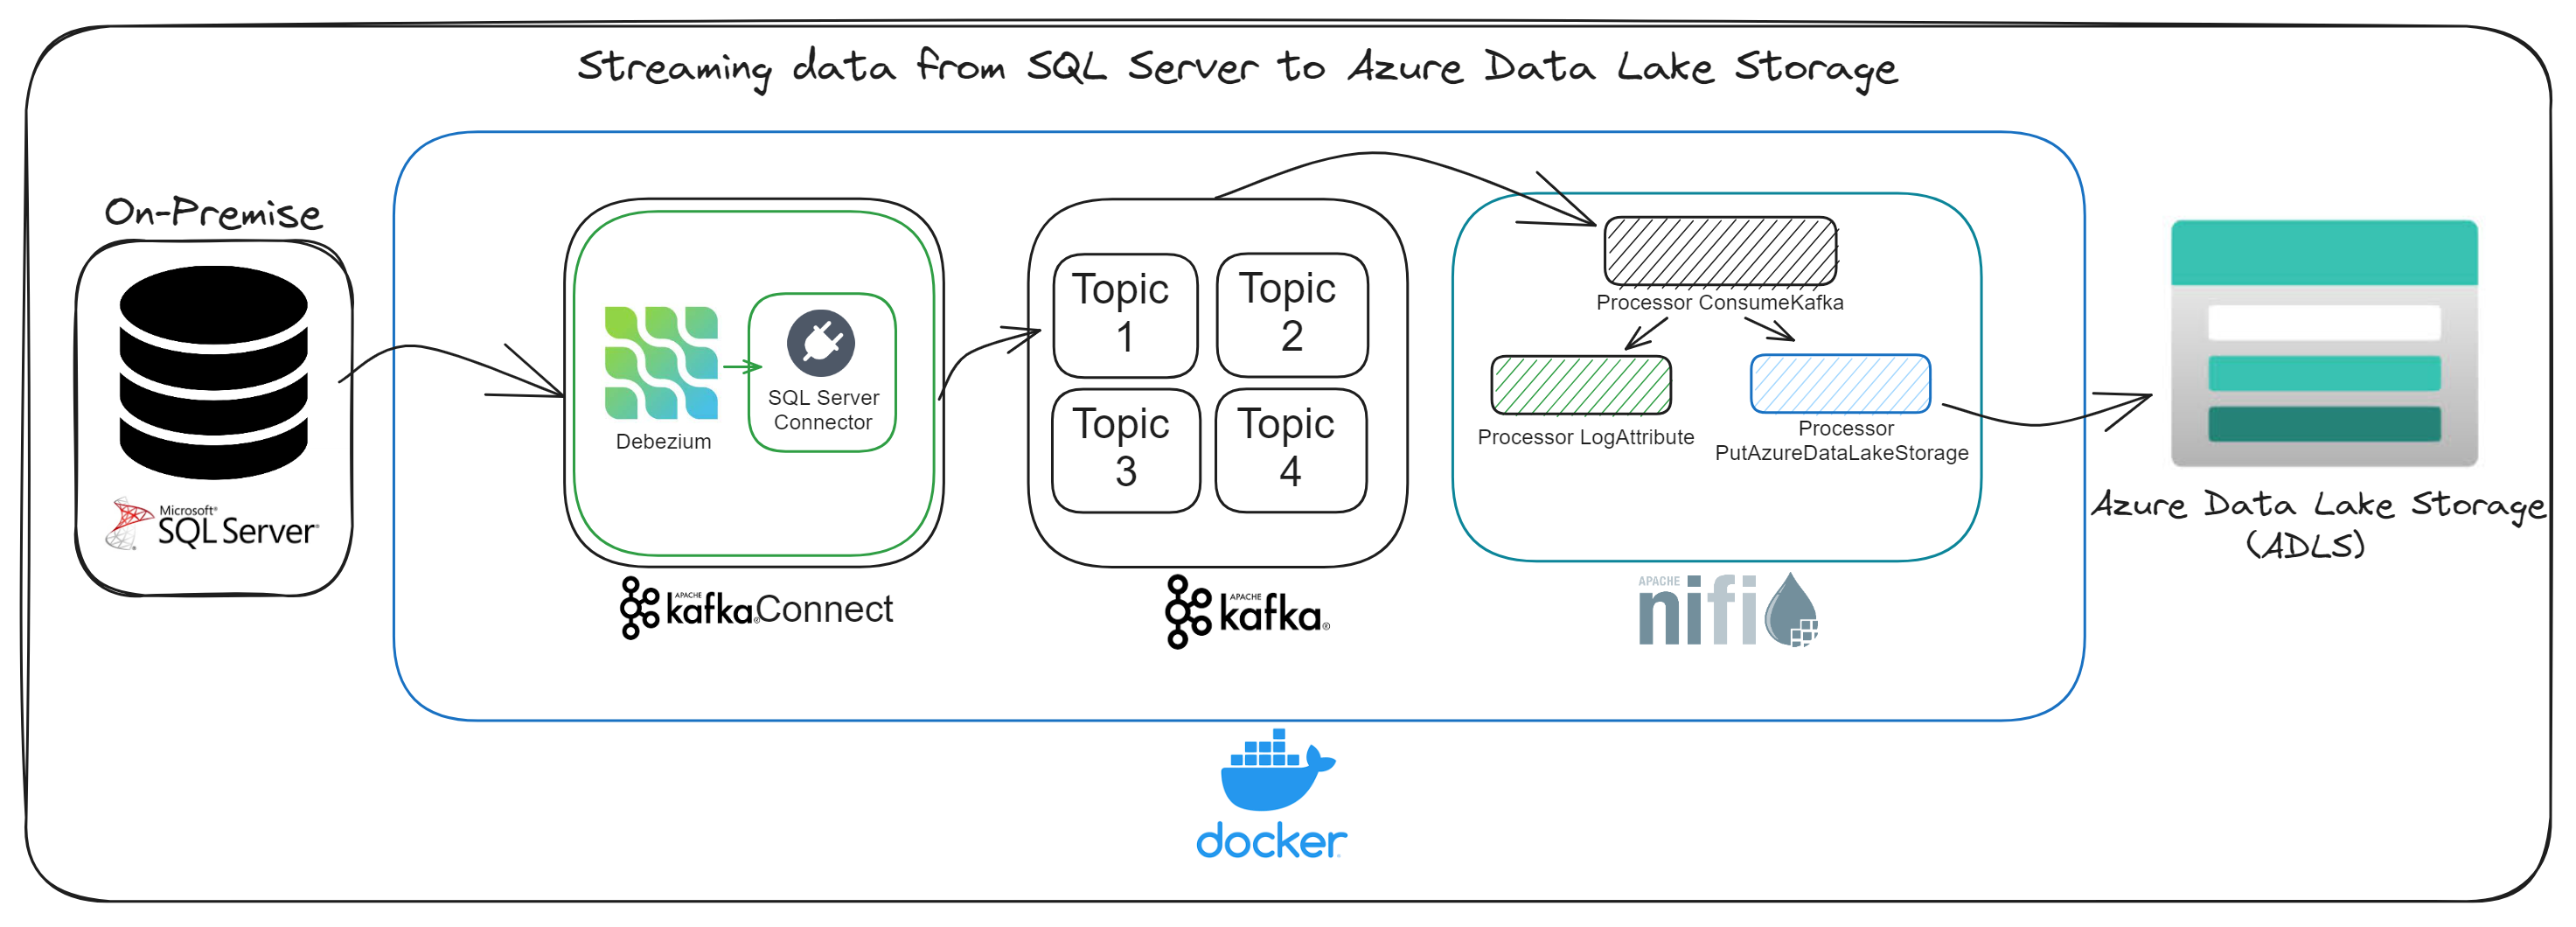 Streaming data from SQL Server to Azure Data Lake Storage
On-Premise
Microsoft®
SQL Server®
Debezium
SQL Server
Connector
APACHE
kafka® Connect
Topic
1
Topic
2
Topic
3
Topic
4
APACHE
kafka®
Processor ConsumeKafka
Processor LogAttribute
Processor
PutAzureDataLakeStorage
APACHE
nifi
Azure Data Lake Storage
(ADLS)
docker